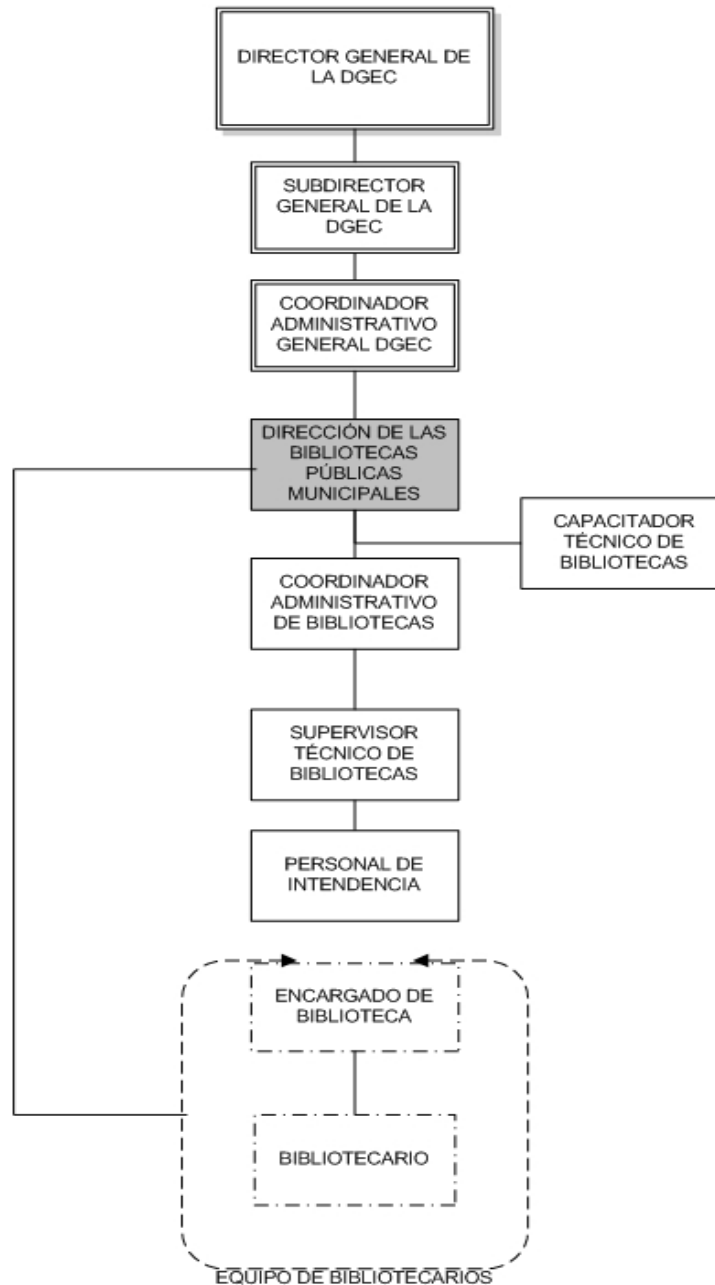 DIRECTOR GENERAL DE
LA DGEC
SUBDIRECTOR
GENERAL DE LA
DGEC
COORDINADOR
ADMINISTRATIVO
GENERAL DGEC
DIRECCIÓN DE LAS
BIBLIOTECAS
PÚBLICAS
MUNICIPALES
CAPACITADOR
TÉCNICO DE
BIBLIOTECAS
COORDINADOR
ADMINISTRATIVO
DE BIBLIOTECAS
SUPERVISOR
TÉCNICO DE
BIBLIOTECAS
PERSONAL DE
INTENDENCIA
ENCARGADO DE
BIBLIOTECA
BIBLIOTECARIO
EQUIPO DE BIBLIOTECARIOS